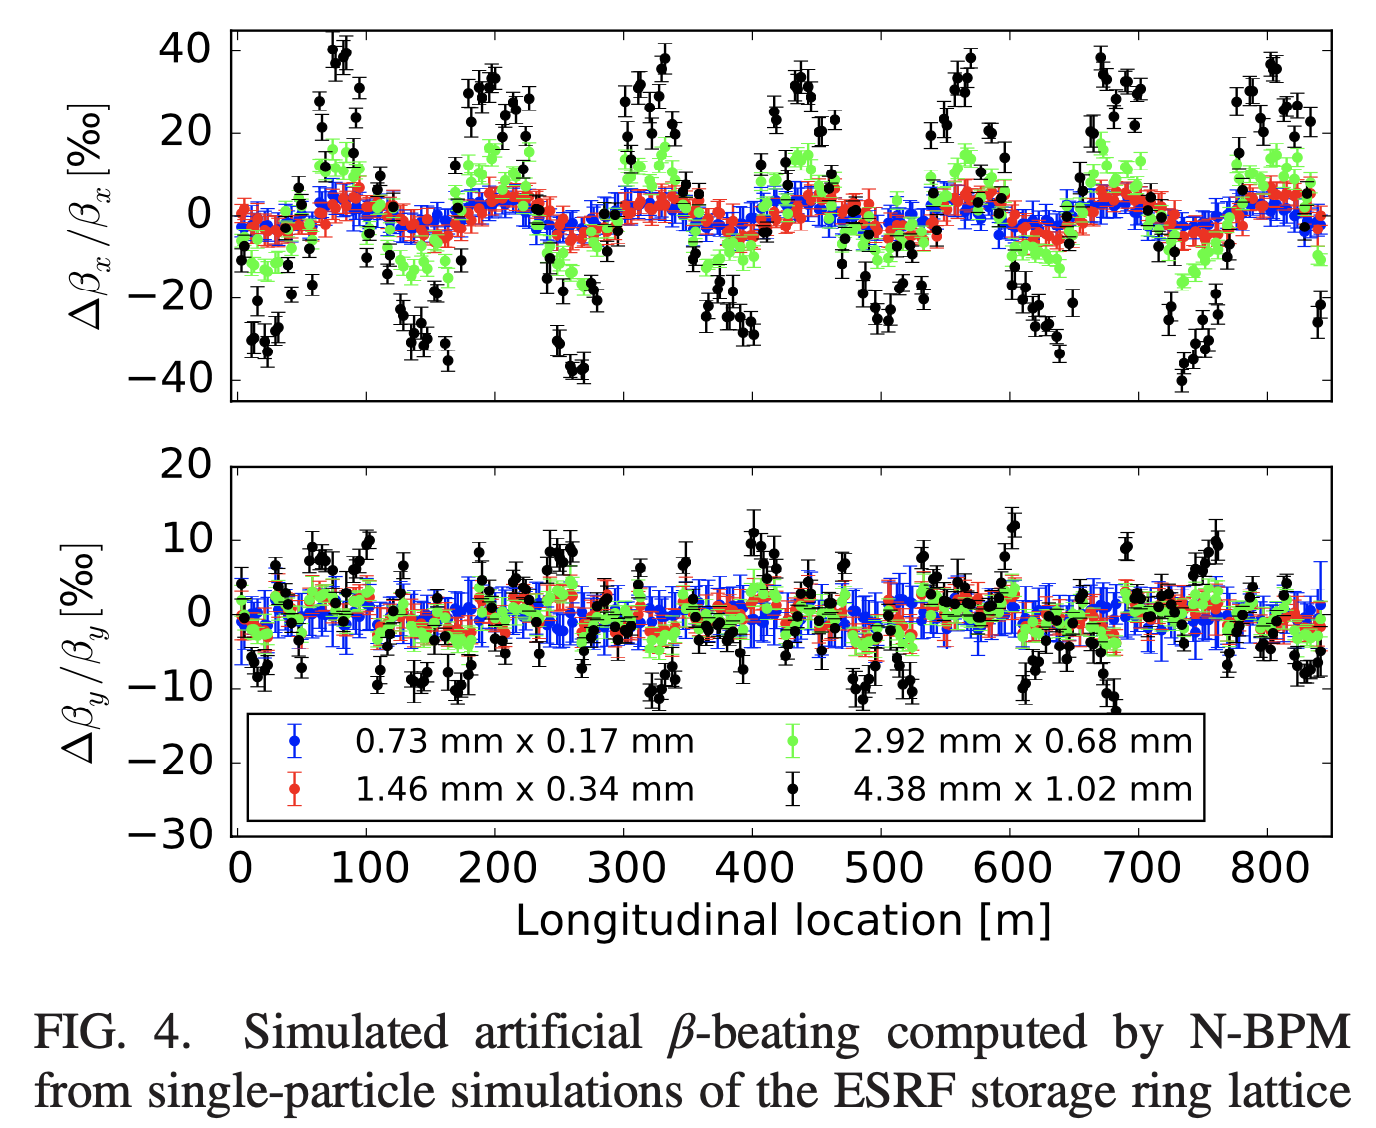 40
20
0
−20
−40
Δβx/βx [‰]
20
10
0
−10
−20
−30
Δβy/βy [‰]
0.73 mm x 0.17 mm
2.92 mm x 0.68 mm
1.46 mm x 0.34 mm
4.38 mm x 1.02 mm
0 100 200 300 400 500 600 700 800
Longitudinal location [m]
FIG. 4. Simulated artificial β-beating computed by N-BPM
from single-particle simulations of the ESRF storage ring lattice